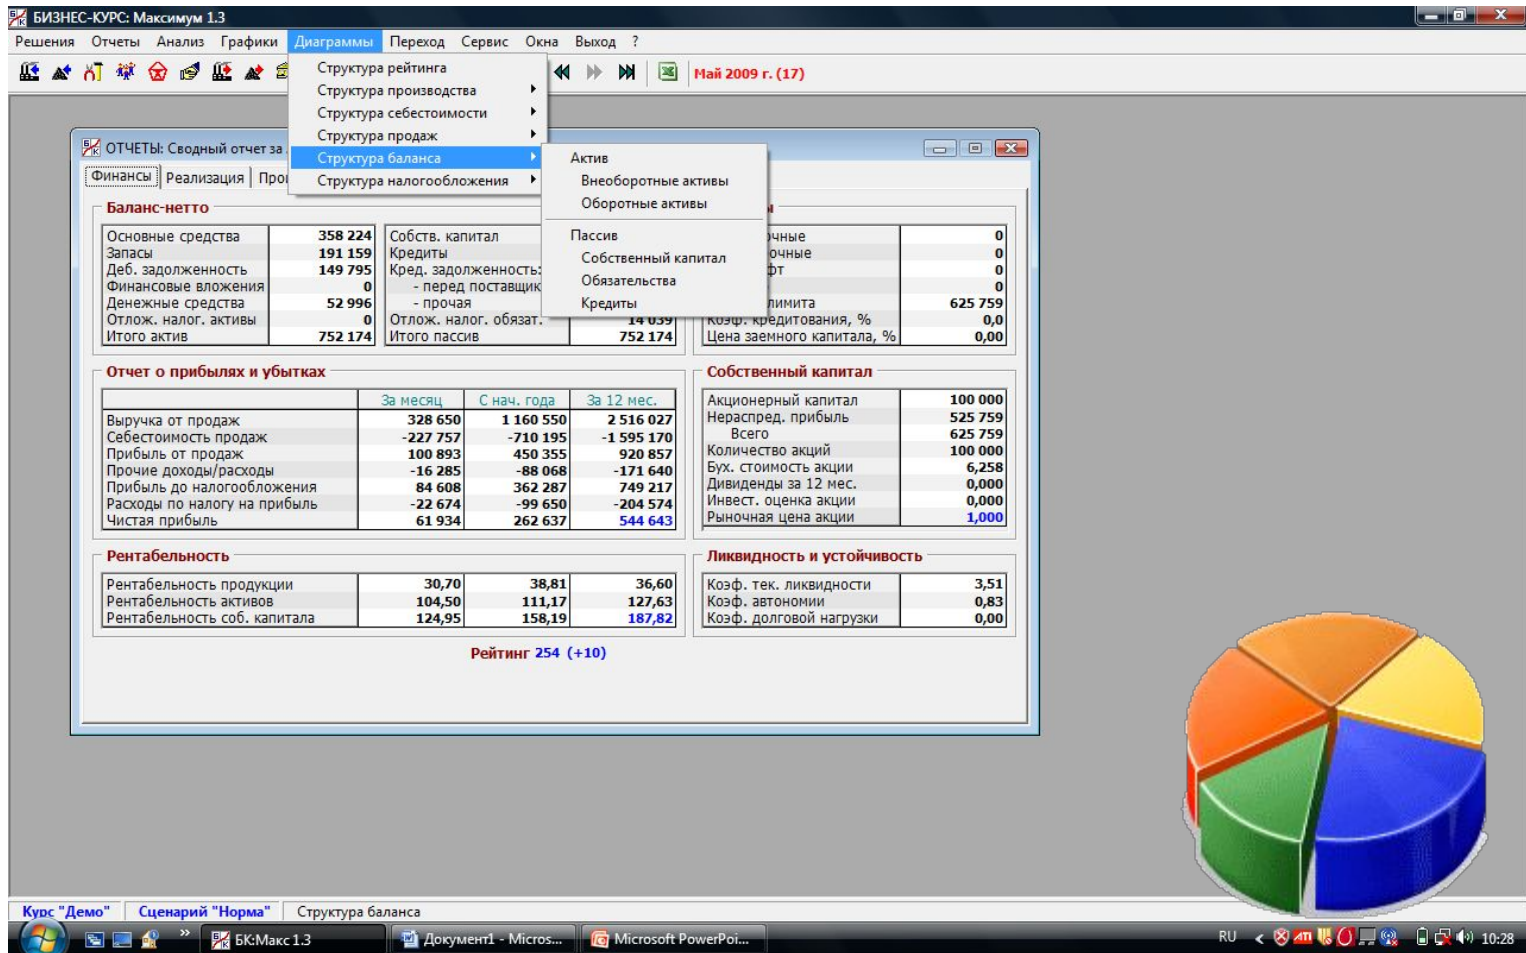 БИЗНЕС-КУРС: Максимум 1.3
Решения Отчеты Анализ Графики Диаграммы Переход Сервис Окна Выход ?
Май 2009 г. (17)
Структура рейтинга
Структура производства
Структура себестоимости
Структура продаж
Структура баланса
Структура налогообложения
Актив
Внеоборотные активы
Оборотные активы
Пассив
Собственный капитал
Обязательства
Кредиты
ОТЧЕТЫ: Сводный отчет за
Финансы Реализация
Баланс-нетто
Основные средства 358 224 Собств. капитал
Запасы 191 159 Кредиты 0
Деб. задолженность 149 795 Кред. задолженность: 0
Финансовые вложения 0 - перед 0
Денежные средства 52 996 - прочая 625 759
Отлож. налог. активы 0 Отлож. налог. обязат. 14 039 Коэф. кредитования, % 0,0
Итого актив 752 174 Итого пассив 752 174 Цена заемного капитала, % 0,00
Отчет о прибылях и убытках
За месяц С нач. года За 12 мес.
Выручка от продаж 328 650 1 160 550 2 516 027
Себестоимость продаж -227 757 -710 195 -1 595 170
Прибыль от продаж 100 893 450 355 920 857
Прочие доходы/расходы -16 285 -88 068 -171 640
Прибыль до налогообложения 84 608 362 287 749 217
Расходы по налогу на прибыль -22 674 -99 650 -204 574
Чистая прибыль 61 934 262 637 544 643
Собственный капитал
Акционерный капитал 100 000
Нераспред. прибыль 525 759
Всего 625 759
Количество акций 100 000
Бух. стоимость акции 6,258
Дивиденды за 12 мес. 0,000
Инвест. оценка акции 0,000
Рыночная цена акции 1,000
Рентабельность
Рентабельность продукции 30,70 38,81 36,60
Рентабельность активов 104,50 111,17 127,63
Рентабельность соб. капитала 124,95 158,19 187,82
Ликвидность и устойчивость
Коэф. тек. ликвидности 3,51
Коэф. автономии 0,83
Коэф. долговой нагрузки 0,00
Рейтинг 254 (+10)
Курс "Демо" Сценарий "Норма" Структура баланса
БК:Макс 1.3 Документ1 - Micros... Microsoft PowerPoi... RU 10:28